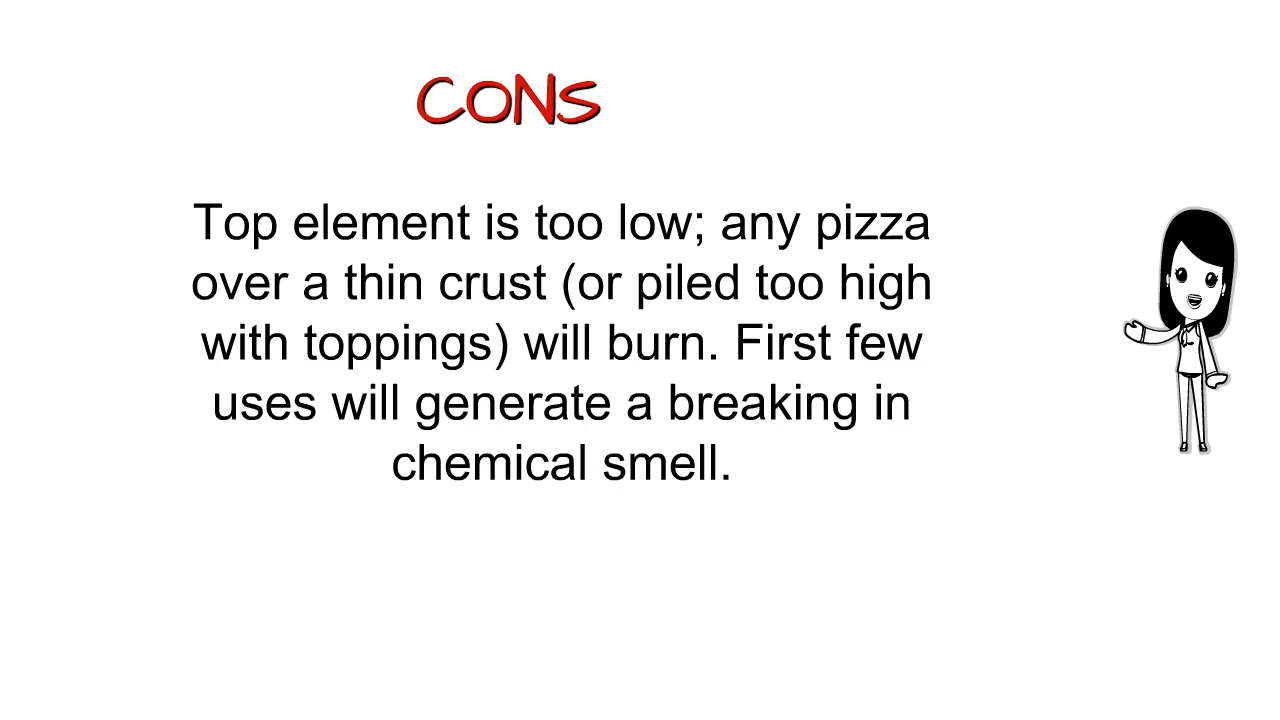 CONS
Top element is too low; any pizza
over a thin crust (or piled too high
with toppings) will burn. First few
uses will generate a breaking in
chemical smell.